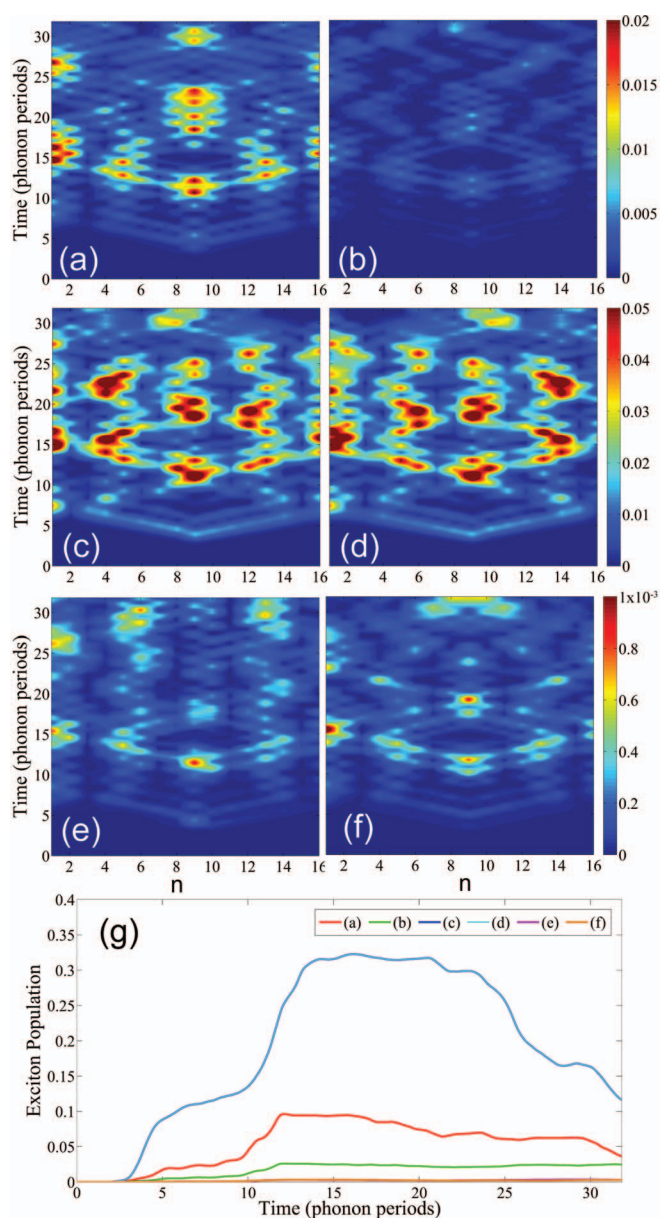 30
25
20
15
10
5
0
Time (phonon periods)
(a)
(b)
2 4 6 8 10 12 14 16
2 4 6 8 10 12 14 16
0.02
0.015
0.01
0.005
0
30
25
20
15
10
5
0
Time (phonon periods)
(c)
(d)
2 4 6 8 10 12 14 16
2 4 6 8 10 12 14 16
0.05
0.04
0.03
0.02
0.01
0
30
25
20
15
10
5
0
Time (phonon periods)
(e)
(f)
2 4 6 8 10 12 14 16
2 4 6 8 10 12 14 16
n
n
1x10-3
0.8
0.6
0.4
0.2
0
(g)
(a) (b) (c) (d) (e) (f)
0.4
0.35
0.3
0.25
0.2
0.15
0.1
0.05
0
Exciton Population
0 5 10 15 20 25 30
Time (phonon periods)